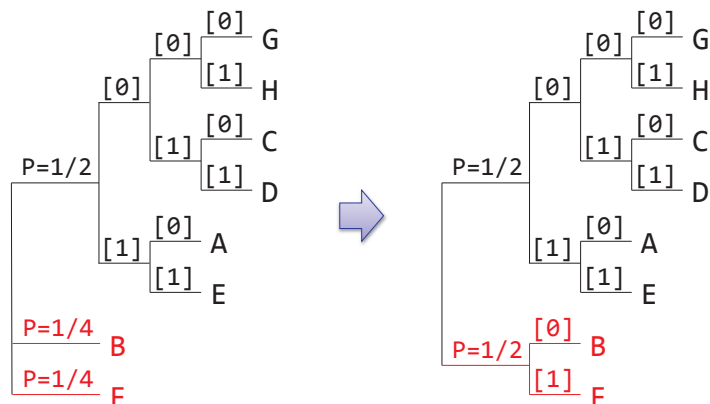 [0]
[0] G
[1]
[0] H
[0]
[1] C
[1]
P=1/2 D
[0]
[1] A
[1]
E
P=1/4
B
P=1/4
F
[0]
[0] G
[1]
[0] H
[0]
[1] C
[1]
P=1/2 D
[0]
[1] A
[1]
E
[0]
P=1/2 B
[1]
F